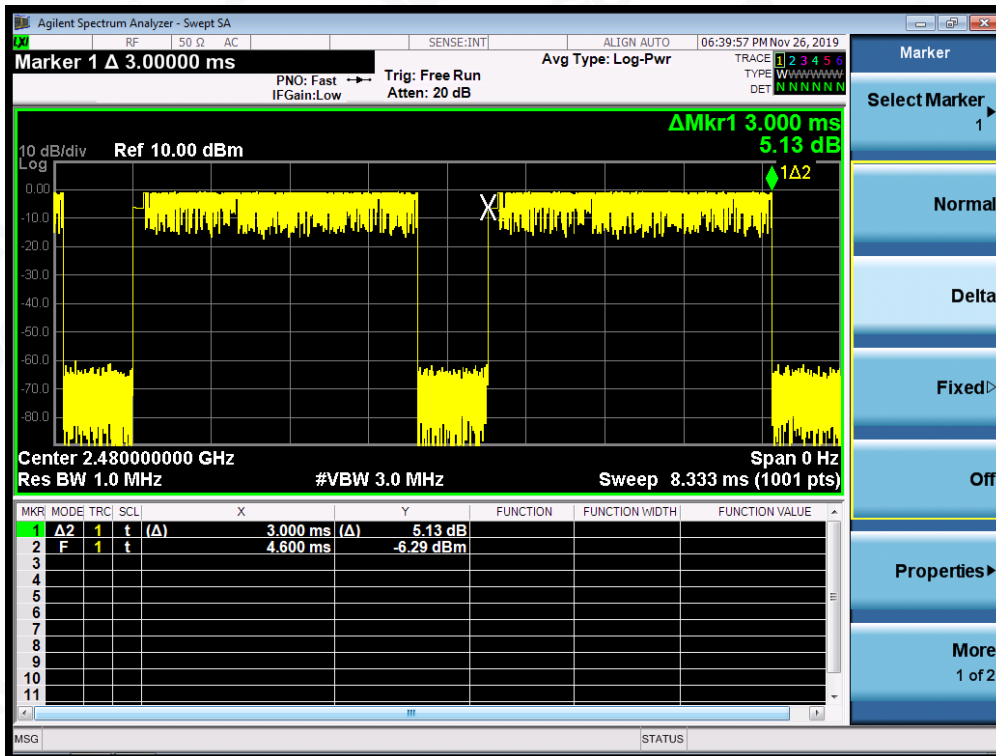 Agilent Spectrum Analyzer - Swept SA
LXI RF 50 Ω AC SENSE:INT ALIGN AUTO 06:39:57 PM Nov 26, 2019
Marker 1 Δ 3.00000 ms
PNO: Fast
IFGain:Low
Trig: Free Run
Atten: 20 dB
Avg Type: Log-Pwr
TRACE 1 2 3 4 5 6
TYPE WWWWWW
DET N N N N N N
ΔMkr1 3.000 ms
5.13 dB
10 dB/div Ref 10.00 dBm
Log
1Δ2
0.00
-10.0
-20.0
-30.0
-40.0
-50.0
-60.0
-70.0
-80.0
Center 2.480000000 GHz Span 0 Hz
Res BW 1.0 MHz #VBW 3.0 MHz Sweep 8.333 ms (1001 pts)
MKR MODE TRC SCL X Y FUNCTION FUNCTION WIDTH FUNCTION VALUE
1 Δ2 1 t (Δ) 3.000 ms (Δ) 5.13 dB
2 F 1 t 4.600 ms -6.29 dBm
3
4
5
6
7
8
9
10
11
MSG STATUS
Marker
Select Marker
1
Normal
Delta
Fixed
Off
Properties
More
1 of 2